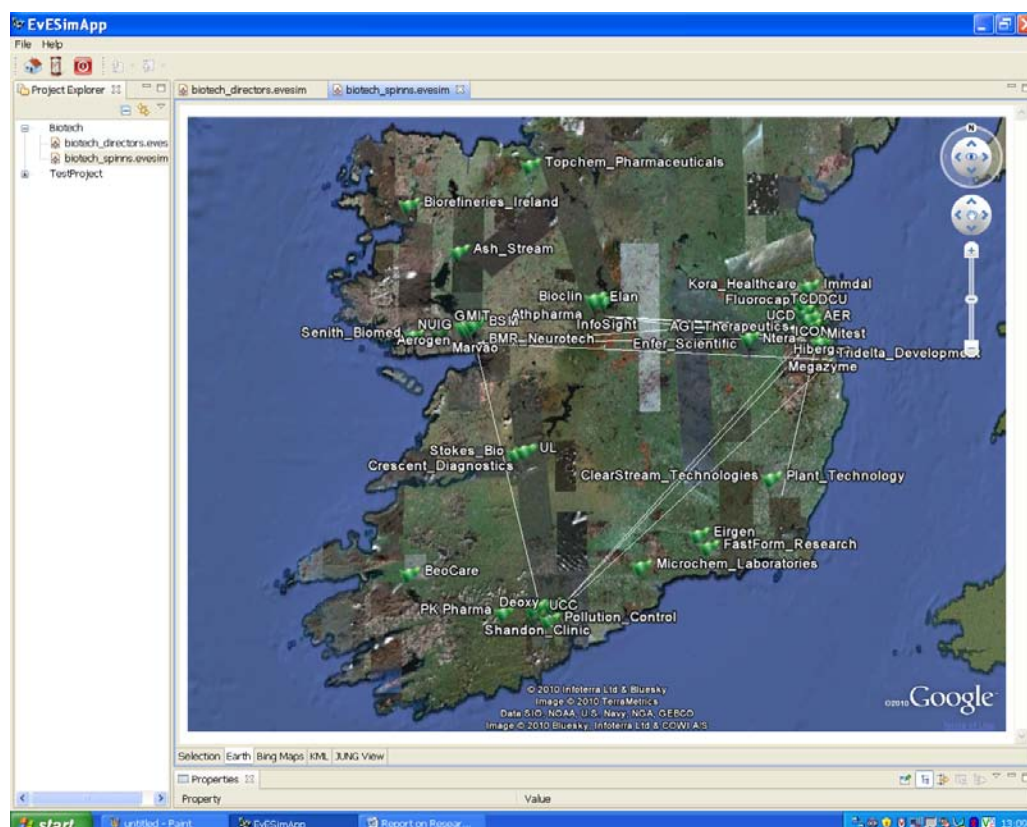 EvESimApp
File Help
Project Explorer
biotech_directors.evesim
biotech_spinns.evesim
Biotech
biotech_directors.eves
biotech_spinns.evesim
TestProject
N
Topchem_Pharmaceuticals
Biorefineries_Ireland
Ash_Stream
Kora_Healthcare Immdal
Bioclin Elan
FluorocapTCDDCU
GMIT Athpharma
UCD AER
NUIG BSM
InfoSight AGI_Therapeutics ICON Mitest
Senith_Biomed Aerogen
BMR_Neurotech
Enfer_Scientific Ntera Hiberg
Marvao
Tridelta_Development
Megazyme
Stokes_Bio UL
Crescent_Diagnostics
ClearStream_Technologies Plant_Technology
Eirgen
FastForm_Research
BeoCare
Microchem_Laboratories
Deoxy UCC
PK Pharma
Pollution_Control
Shandon_Clinic
© 2010 Infoterra Ltd & Bluesky
Image © 2010 TerraMetrics
Data SIO, NOAA, U.S. Navy, NGA, GEBCO
Image © 2010 Bluesky, Infoterra Ltd & COWI A/S
©2010 Google
Selection Earth Bing Maps KML JUNG View
Properties
Property Value
start
untitled - Paint
EvESimApp
Report on Resear...
13:00